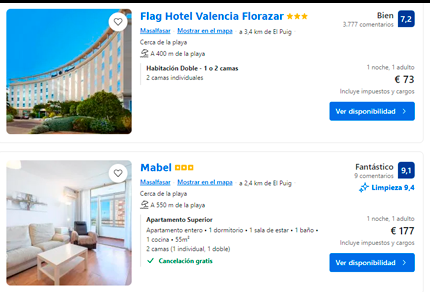 Flag Hotel Valencia Florazar
Bien
3.777 comentarios
7,2
Masalfasar · Mostrar en el mapa · a 3,4 km de El Puig
Cerca de la playa
A 400 m de la playa
Habitación Doble - 1 o 2 camas
2 camas individuales
1 noche, 1 adulto
€ 73
Incluye impuestos y cargos
Ver disponibilidad
Mabel
Fantástico
9 comentarios
9,1
Limpieza 9,4
Masalfasar · Mostrar en el mapa · a 2,4 km de El Puig
Cerca de la playa
A 550 m de la playa
Apartamento Superior
Apartamento entero • 1 dormitorio • 1 sala de estar • 1 baño •
1 cocina • 55m²
2 camas (1 individual, 1 doble)
Cancelación gratis
1 noche, 1 adulto
€ 177
Incluye impuestos y cargos
Ver disponibilidad